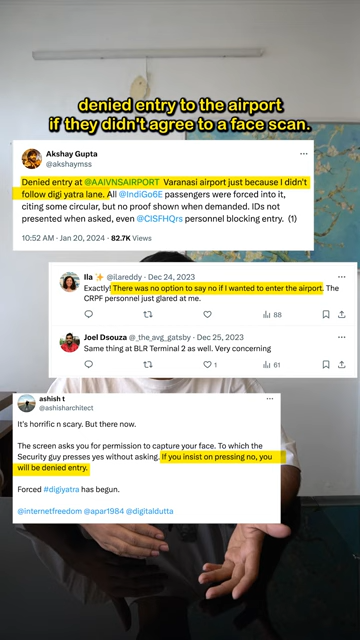 denied entry to the airport
if they didn't agree to a face scan.
Akshay Gupta
@akshaymss
Denied entry at @AAIVNSAIRPORT Varanasi airport just because I didn't
follow digi yatra lane. All @IndiGo6E passengers were forced into it,
citing some circular, but no proof shown when demanded. IDs not
presented when asked, even @CISFHQrs personnel blocking entry. (1)
10:52 AM · Jan 20, 2024 · 82.7K Views
Ila ✨ @ilareddy · Dec 24, 2023
Exactly! There was no option to say no if I wanted to enter the airport. The
CRPF personnel just glared at me.
88
Joel Dsouza @_the_avg_gatsby · Dec 25, 2023
Same thing at BLR Terminal 2 as well. Very concerning
1 61
ashish t
@ashisharchitect
It's horrific n scary. But there now.
The screen asks you for permission to capture your face. To which the
Security guy presses yes without asking. If you insist on pressing no, you
will be denied entry.
Forced #digiyatra has begun.
@internetfreedom @apar1984 @digitaldutta